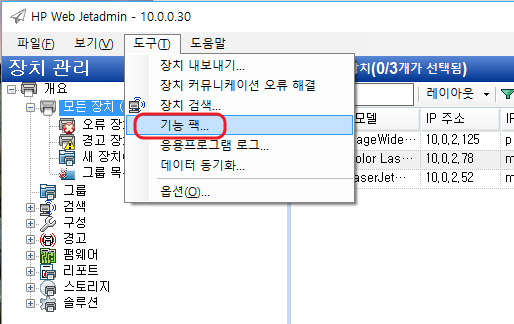 HP Web Jetadmin - 10.0.0.30
파일(F) 보기(V) 도구(T) 도움말
장치 관리
장치(0/3개가 선택됨)
장치 내보내기...
장치 커뮤니케이션 오류 해결
장치 검색...
기능 팩...
응용프로그램 로그...
데이터 동기화...
옵션(O)...
개요
모든 장치 (
오류 장
경고 장
새 장치
그룹 목
그룹
검색
구성
경고
펌웨어
리포트
스토리지
솔루션
레이아웃
모델 IP 주소 IP
ageWide… 10,0,2,125 p
olor Las… 10,0,2,78 m
aserJet… 10,0,2,52 m